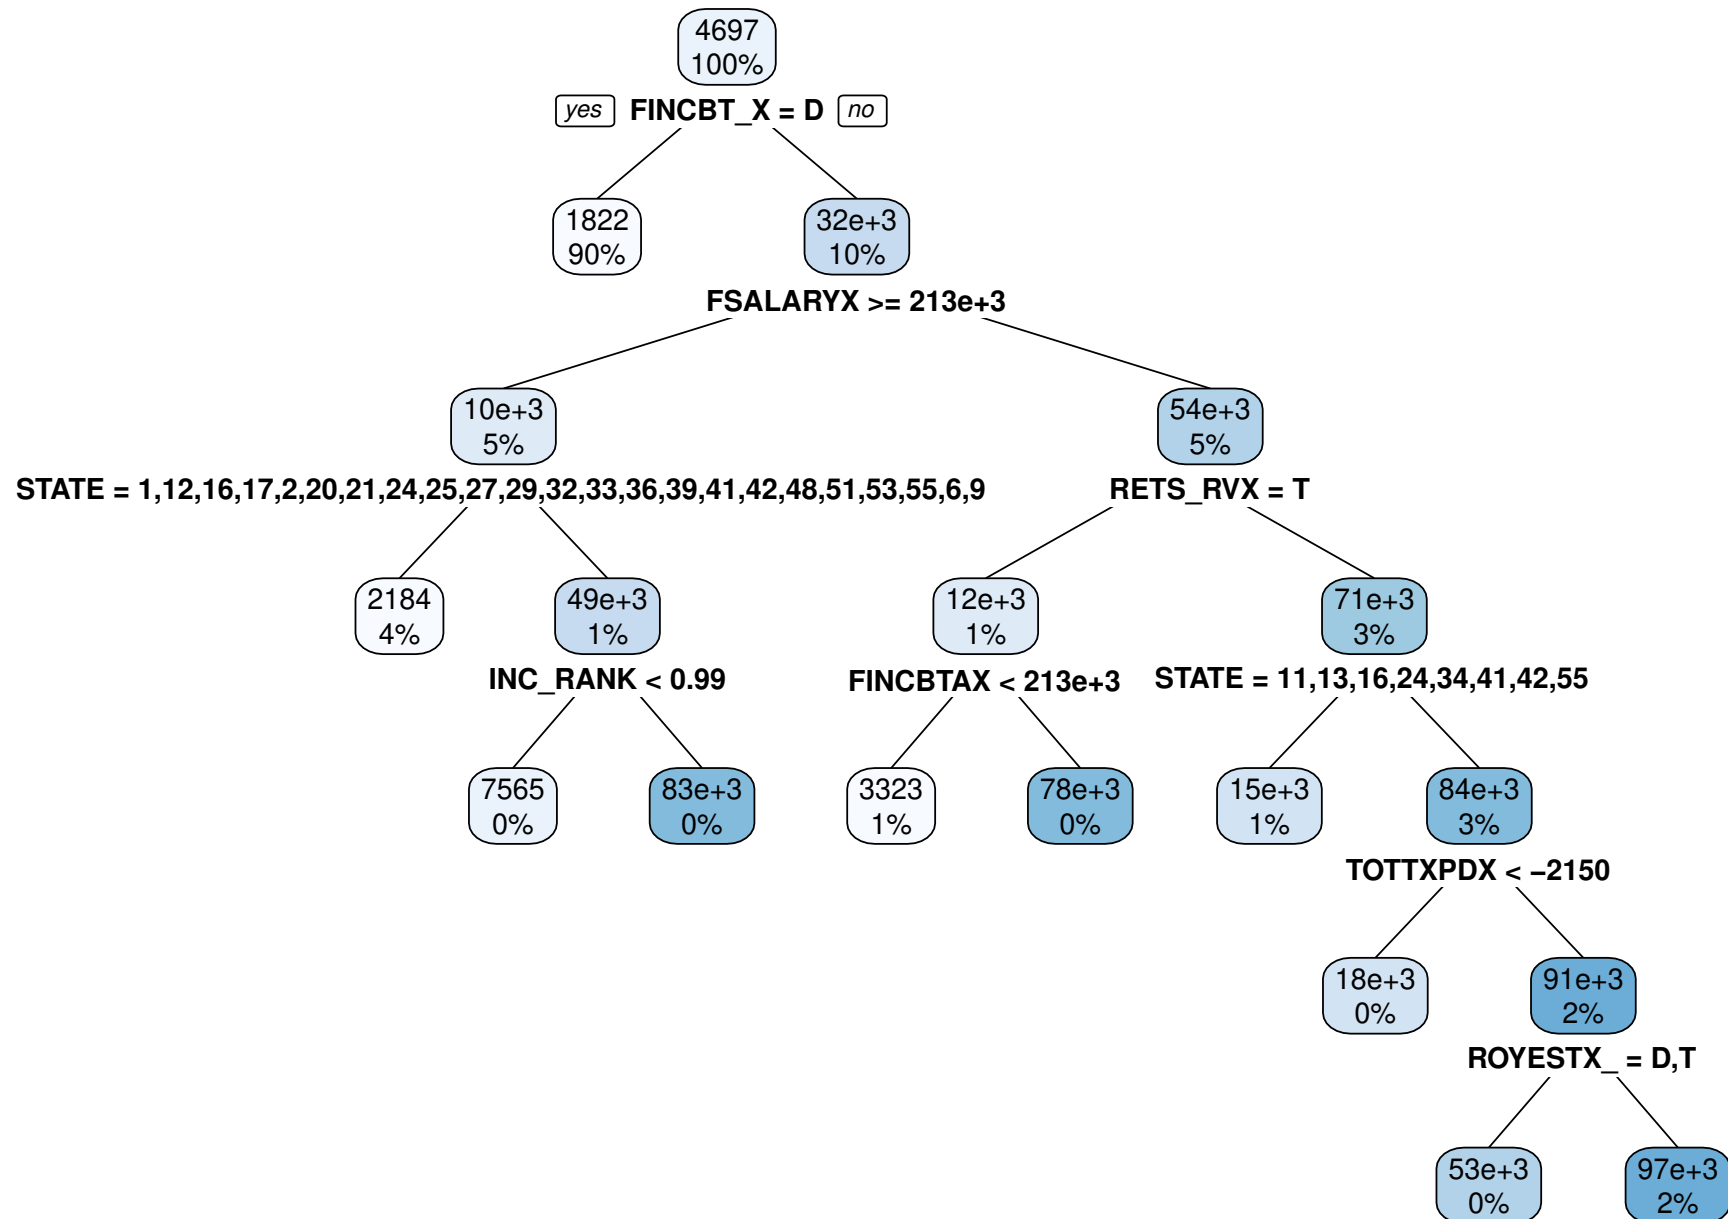 4697
100%
yes FINCBT_X = D no
1822
90%
32e+3
10%
FSALARYX >= 213e+3
10e+3
5%
54e+3
5%
STATE = 1,12,16,17,2,20,21,24,25,27,29,32,33,36,39,41,42,48,51,53,55,6,9
RETS_RVX = T
2184
4%
49e+3
1%
12e+3
1%
71e+3
3%
INC_RANK < 0.99
FINCBTAX < 213e+3
STATE = 11,13,16,24,34,41,42,55
7565
0%
83e+3
0%
3323
1%
78e+3
0%
15e+3
1%
84e+3
3%
TOTTXPDX < −2150
18e+3
0%
91e+3
2%
ROYESTX_ = D,T
53e+3
0%
97e+3
2%